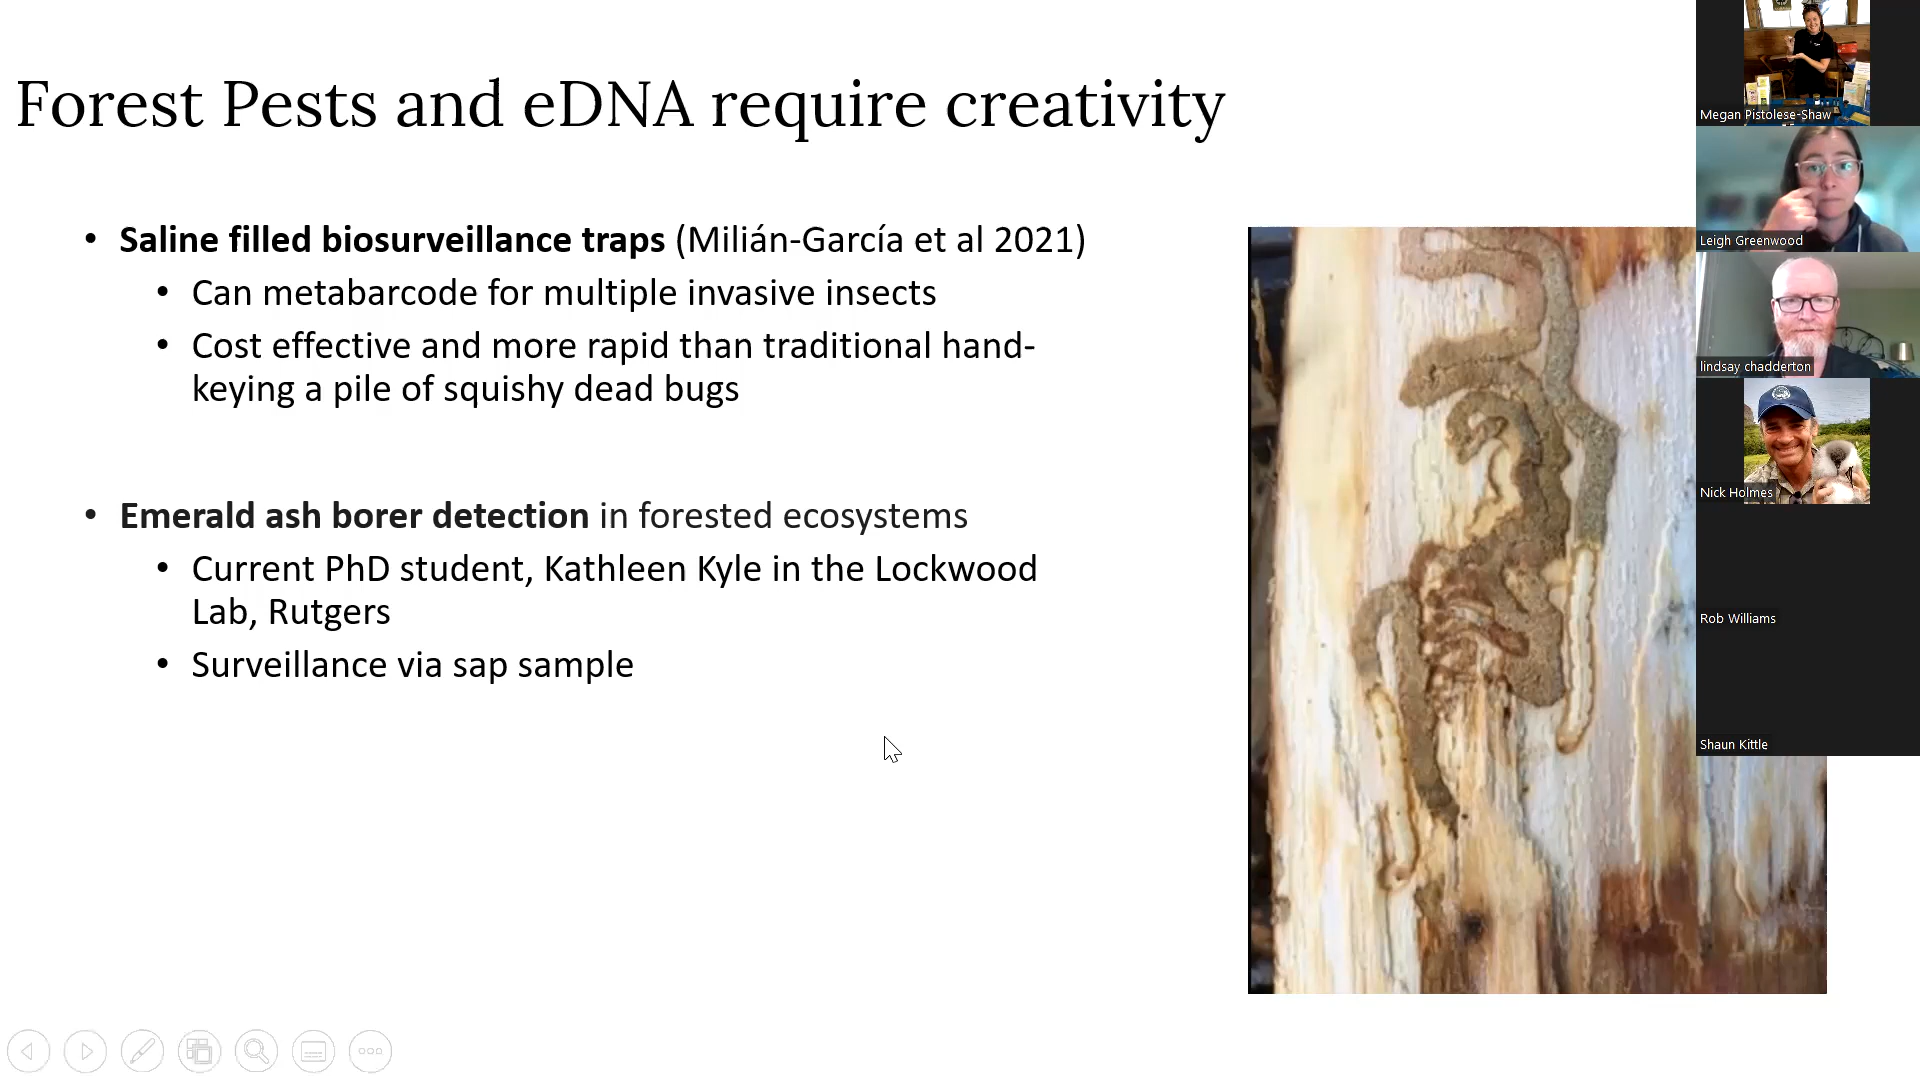 Forest Pests and eDNA require creativity
• Saline filled biosurveillance traps (Milián-García et al 2021)
• Can metabarcode for multiple invasive insects
• Cost effective and more rapid than traditional hand-
keying a pile of squishy dead bugs
• Emerald ash borer detection in forested ecosystems
• Current PhD student, Kathleen Kyle in the Lockwood
Lab, Rutgers
• Surveillance via sap sample
Megan Pistolese-Shaw
Leigh Greenwood
lindsay chadderton
Nick Holmes
Rob Williams
Shaun Kittle